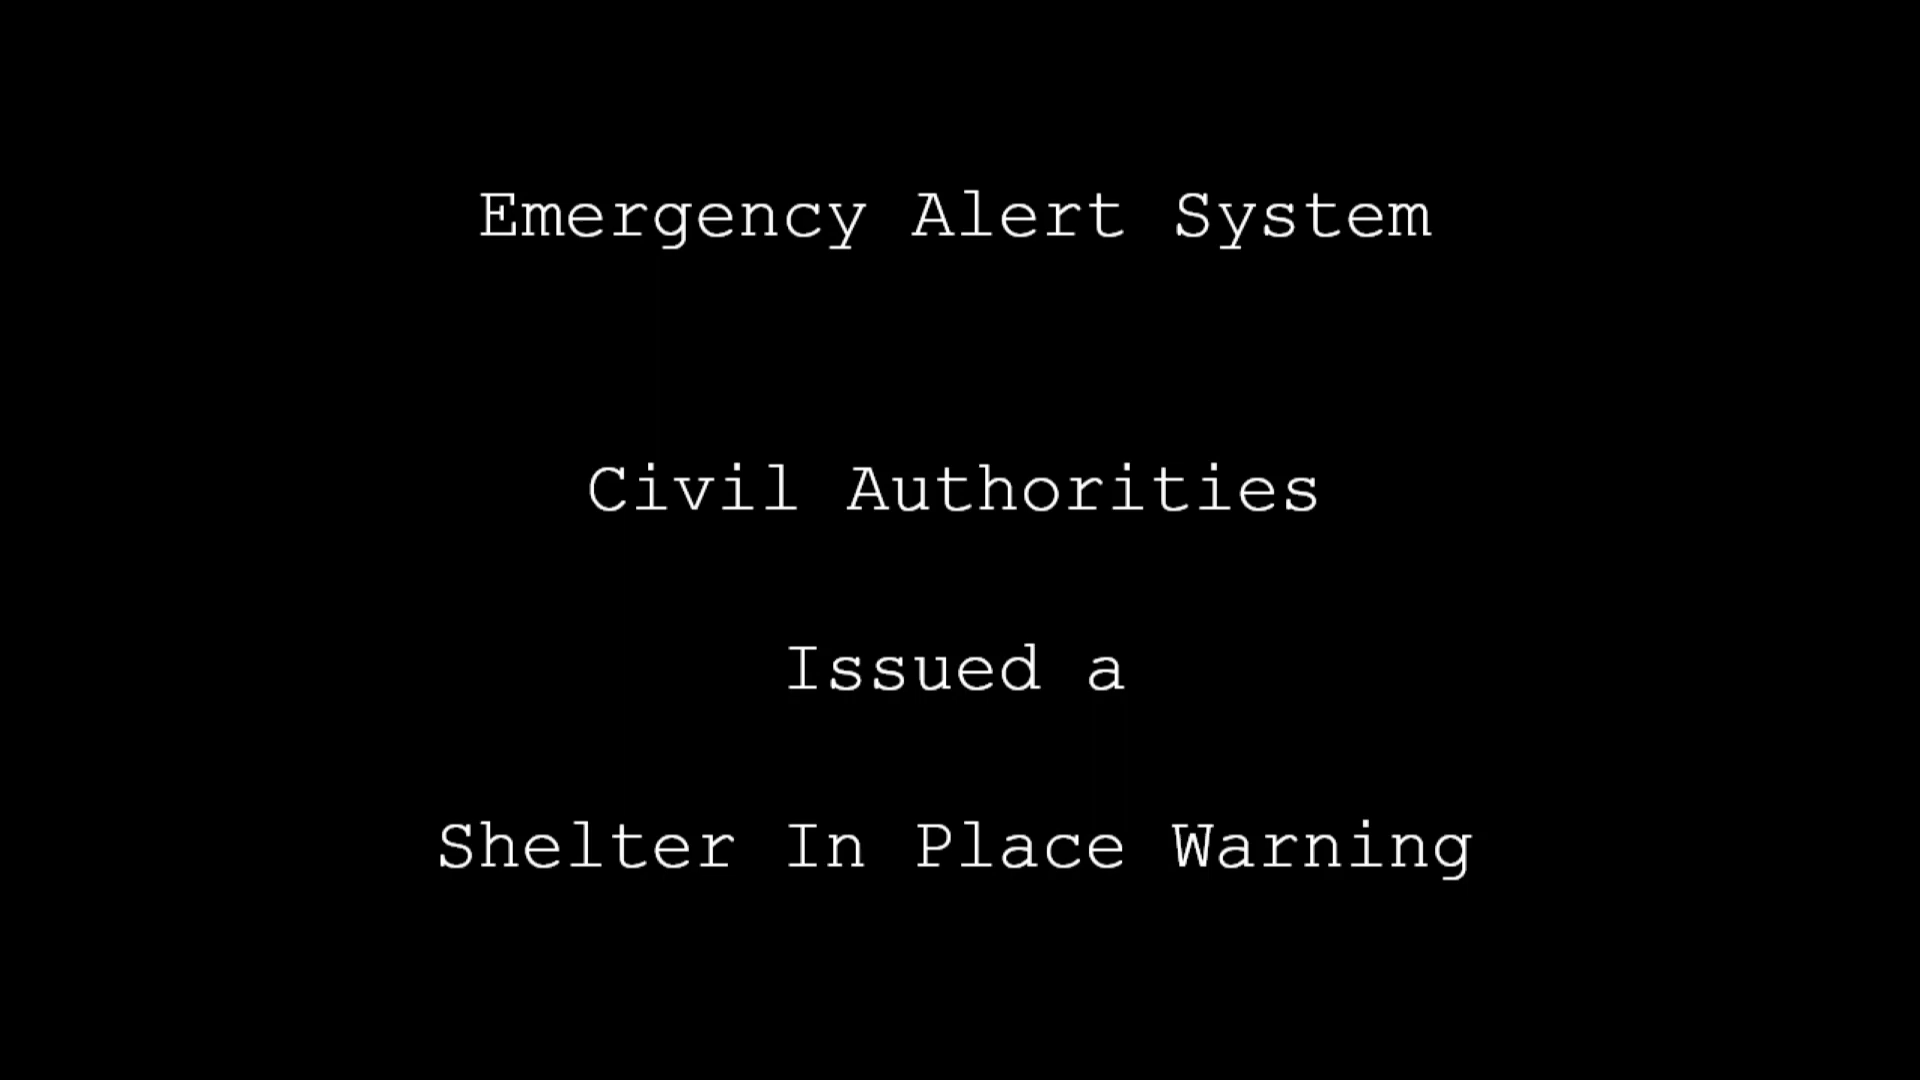 Emergency Alert System
Civil Authorities
Issued a
Shelter In Place Warning